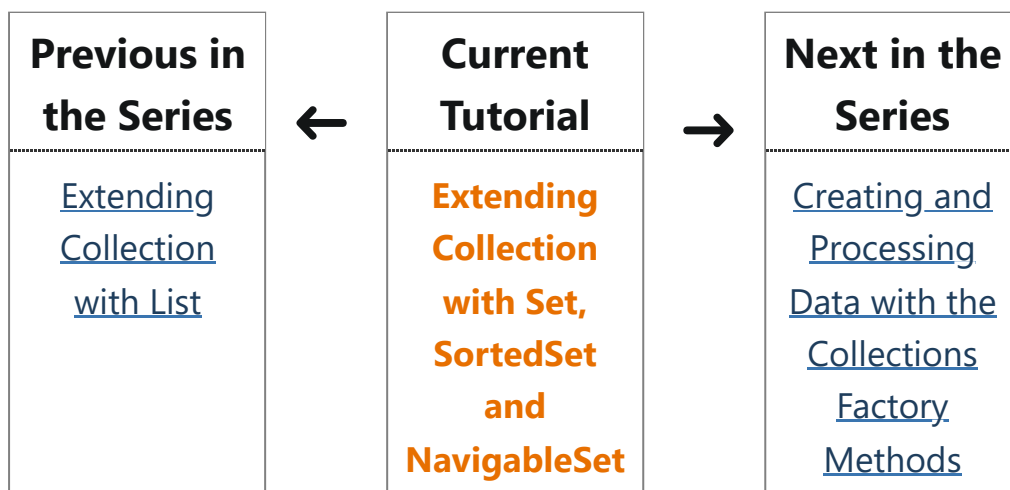 Previous in
the Series
Extending
Collection
with List
←
Current
Tutorial
Extending
Collection
with Set,
SortedSet
and
NavigableSet
→
Next in the
Series
Creating and
Processing
Data with the
Collections
Factory
Methods